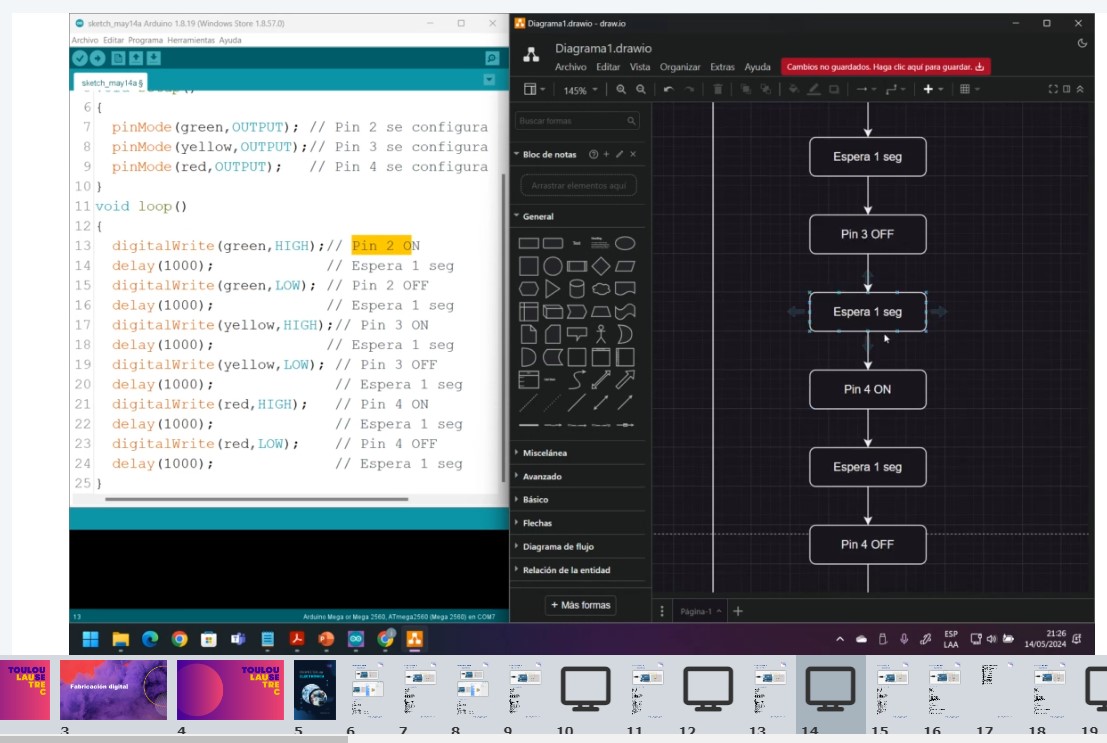 sketch_may14a Arduino 1.8.19 (Windows Store 1.8.57.0)
Archivo Editar Programa Herramientas Ayuda
sketch_may14a §
6 {
7 pinMode(green,OUTPUT); // Pin 2 se configura
8 pinMode(yellow,OUTPUT);// Pin 3 se configura
9 pinMode(red,OUTPUT); // Pin 4 se configura
10 }
11 void loop()
12 {
13 digitalWrite(green,HIGH);// Pin 2 ON
14 delay(1000); // Espera 1 seg
15 digitalWrite(green,LOW); // Pin 2 OFF
16 delay(1000); // Espera 1 seg
17 digitalWrite(yellow,HIGH);// Pin 3 ON
18 delay(1000); // Espera 1 seg
19 digitalWrite(yellow,LOW); // Pin 3 OFF
20 delay(1000); // Espera 1 seg
21 digitalWrite(red,HIGH); // Pin 4 ON
22 delay(1000); // Espera 1 seg
23 digitalWrite(red,LOW); // Pin 4 OFF
24 delay(1000); // Espera 1 seg
25 }
13
Arduino Mega or Mega 2560, ATmega2560 (Mega 2560) en COM7
Diagrama1.drawio - draw.io
Diagrama1.drawio
Archivo Editar Vista Organizar Extras Ayuda
Cambios no guardados. Haga clic aquí para guardar.
145%
Buscar formas
Bloc de notas
Arrastrar elementos aquí
General
Text
Heading
Miscelánea
Avanzado
Básico
Flechas
Diagrama de flujo
Relación de la entidad
+ Más formas
Espera 1 seg
Pin 3 OFF
Espera 1 seg
Pin 4 ON
Espera 1 seg
Pin 4 OFF
Página-1
ESP
LAA
21:26
14/05/2024
TOULOU
LAUSE
TRE
C
Fabricación digital
TOULOU
LAUSE
TRE
C
3 4 5 6 7 8 9 10 11 12 13 14 15 16 17 18 19